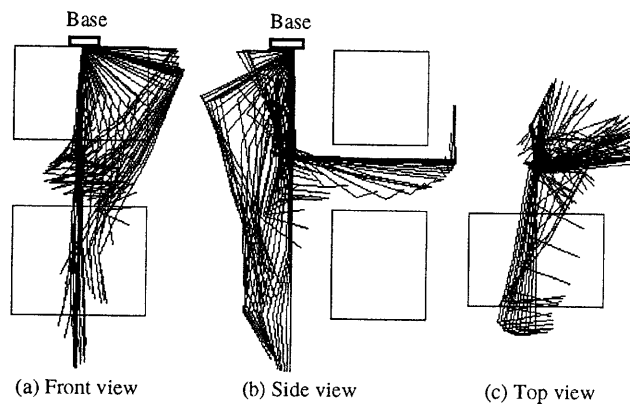 Base
Base
(a) Front view
(b) Side view
(c) Top view